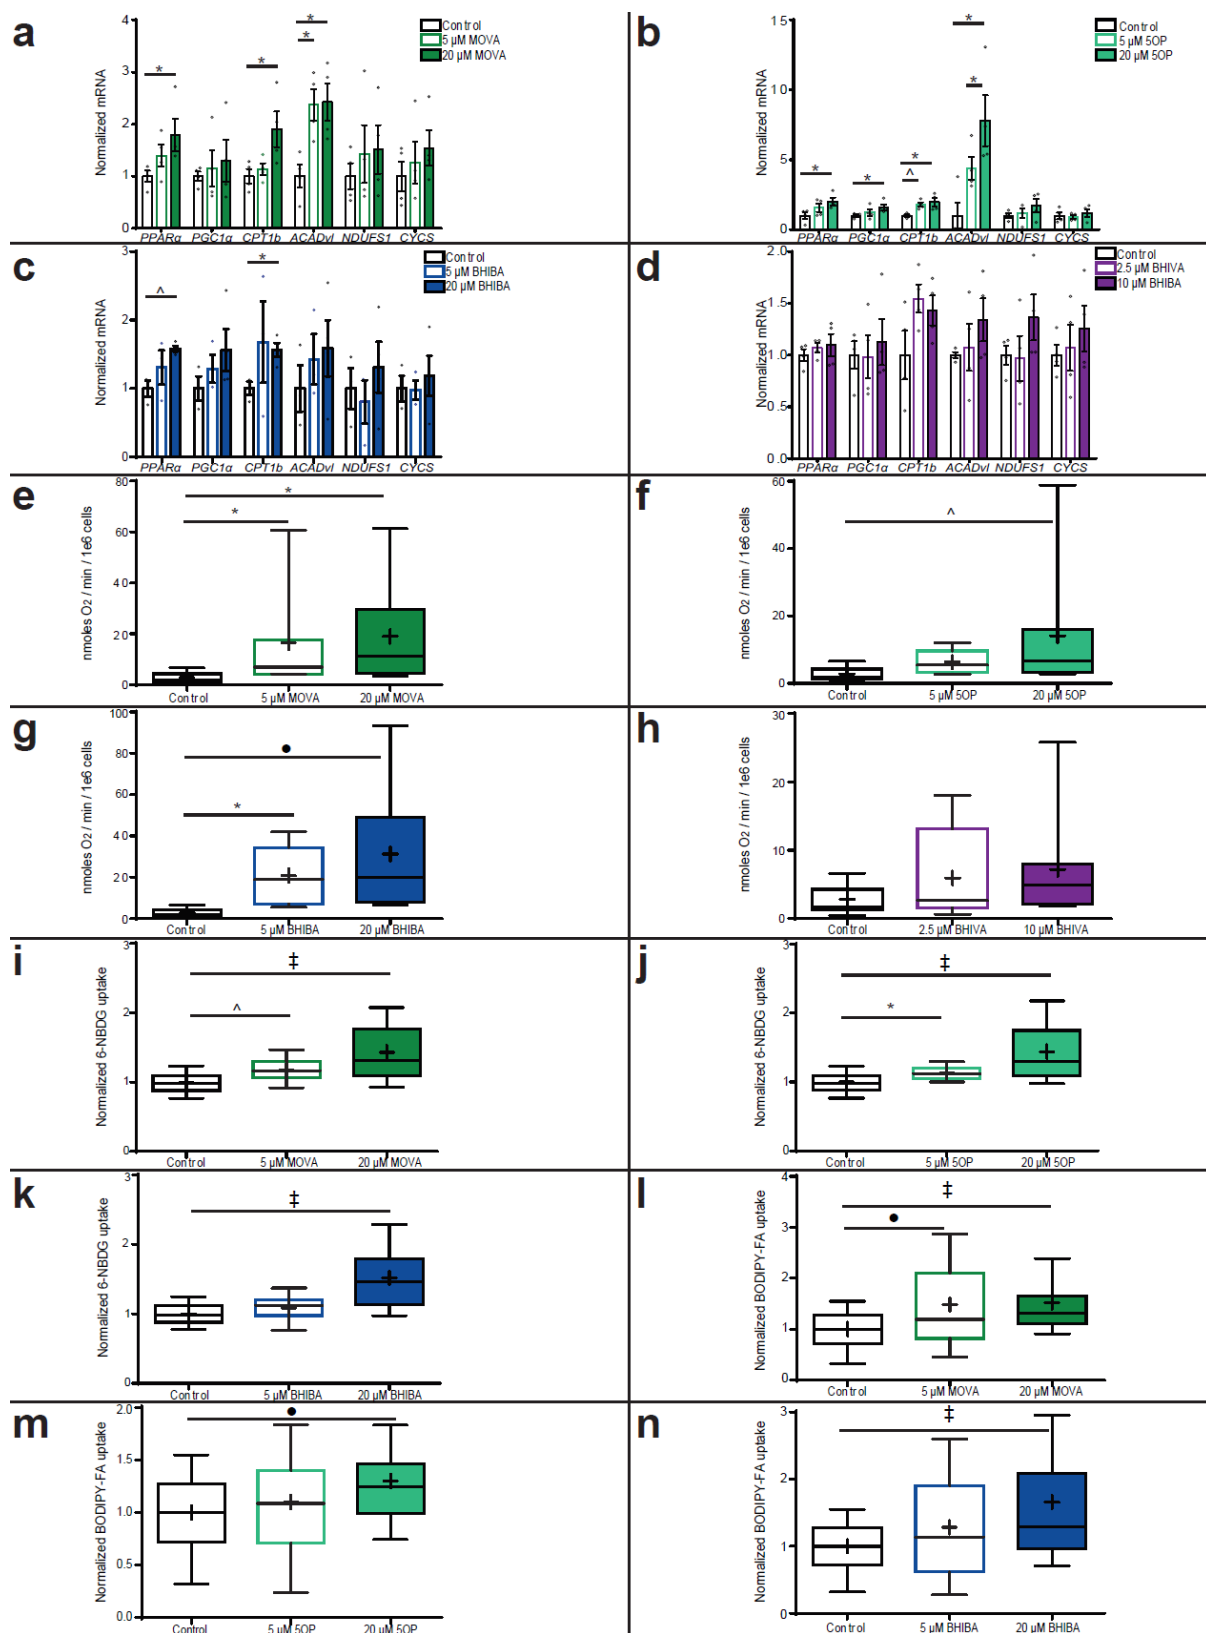 a
4
3
2
1
0
Normalized mRNA
* * * *
Control
5 µM MOVA
20 µM MOVA
PPARα PGC1α CPT1b ACADvl NDUFS1 CYCS
b
15
10
5
0
Normalized mRNA
* * ^ * * *
Control
5 µM 5OP
20 µM 5OP
PPARα PGC1α CPT1b ACADvl NDUFS1 CYCS
c
3
2
1
0
Normalized mRNA
^ *
Control
5 µM BHIBA
20 µM BHIBA
PPARα PGC1α CPT1b ACADvl NDUFS1 CYCS
d
2.0
1.5
1.0
0.5
0.0
Normalized mRNA
Control
2.5 µM BHIVA
10 µM BHIBA
PPARα PGC1α CPT1b ACADvl NDUFS1 CYCS
e
80
60
40
20
0
nmoles O2 / min / 1e6 cells
* *
Control 5 µM MOVA 20 µM MOVA
f
60
40
20
0
nmoles O2 / min / 1e6 cells
^
Control 5 µM 5OP 20 µM 5OP
g
100
80
60
40
20
0
nmoles O2 / min / 1e6 cells
●
*
Control 5 µM BHIBA 20 µM BHIBA
h
30
20
10
0
nmoles O2 / min / 1e6 cells
Control 2.5 µM BHIVA 10 µM BHIVA
i
3
2
1
0
Normalized 6-NBDG uptake
‡
^
Control 5 µM MOVA 20 µM MOVA
j
3
2
1
0
Normalized 6-NBDG uptake
‡
*
Control 5 µM 5OP 20 µM 5OP
k
3
2
1
0
Normalized 6-NBDG uptake
‡
Control 5 µM BHIBA 20 µM BHIBA
l
4
3
2
1
0
Normalized BODIPY-FA uptake
‡
●
Control 5 µM MOVA 20 µM MOVA
m
2.0
1.5
1.0
0.5
0.0
Normalized BODIPY-FA uptake
●
Control 5 µM 5OP 20 µM 5OP
n
3
2
1
0
Normalized BODIPY-FA uptake
‡
Control 5 µM BHIBA 20 µM BHIBA